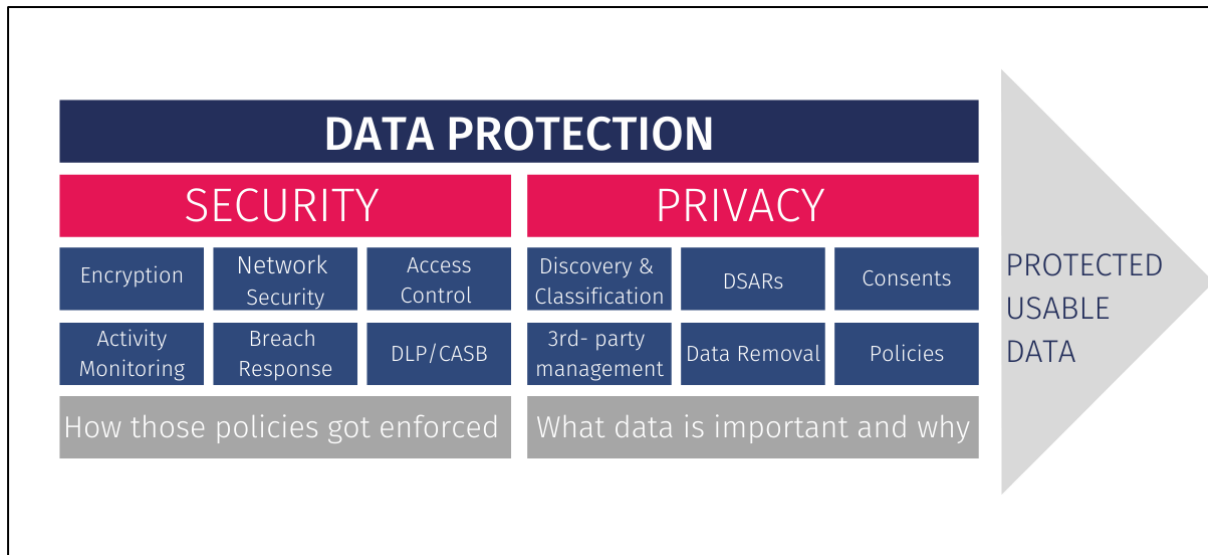 DATA PROTECTION
SECURITY
PRIVACY
Encryption
Network
Security
Access
Control
Discovery &
Classification
DSARs
Consents
Activity
Monitoring
Breach
Response
DLP/CASB
3rd- party
management
Data Removal
Policies
How those policies got enforced
What data is important and why
PROTECTED
USABLE
DATA